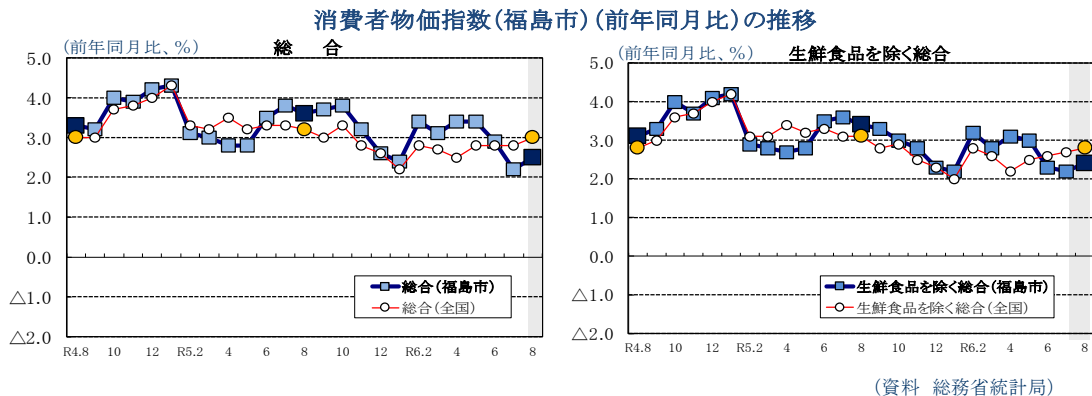 消費者物価指数(福島市)(前年同月比)の推移
(前年同月比、%)
総 合
5.0
4.0
3.0
2.0
1.0
0.0
△1.0
△2.0
総合(福島市)
総合(全国)
R4.8 10 12 R5.2 4 6 8 10 12 R6.2 4 6 8
(前年同月比、%)
生鮮食品を除く総合
5.0
4.0
3.0
2.0
1.0
0.0
△1.0
△2.0
生鮮食品を除く総合(福島市)
生鮮食品を除く総合(全国)
R4.8 10 12 R5.2 4 6 8 10 12 R6.2 4 6 8
(資料 総務省統計局)